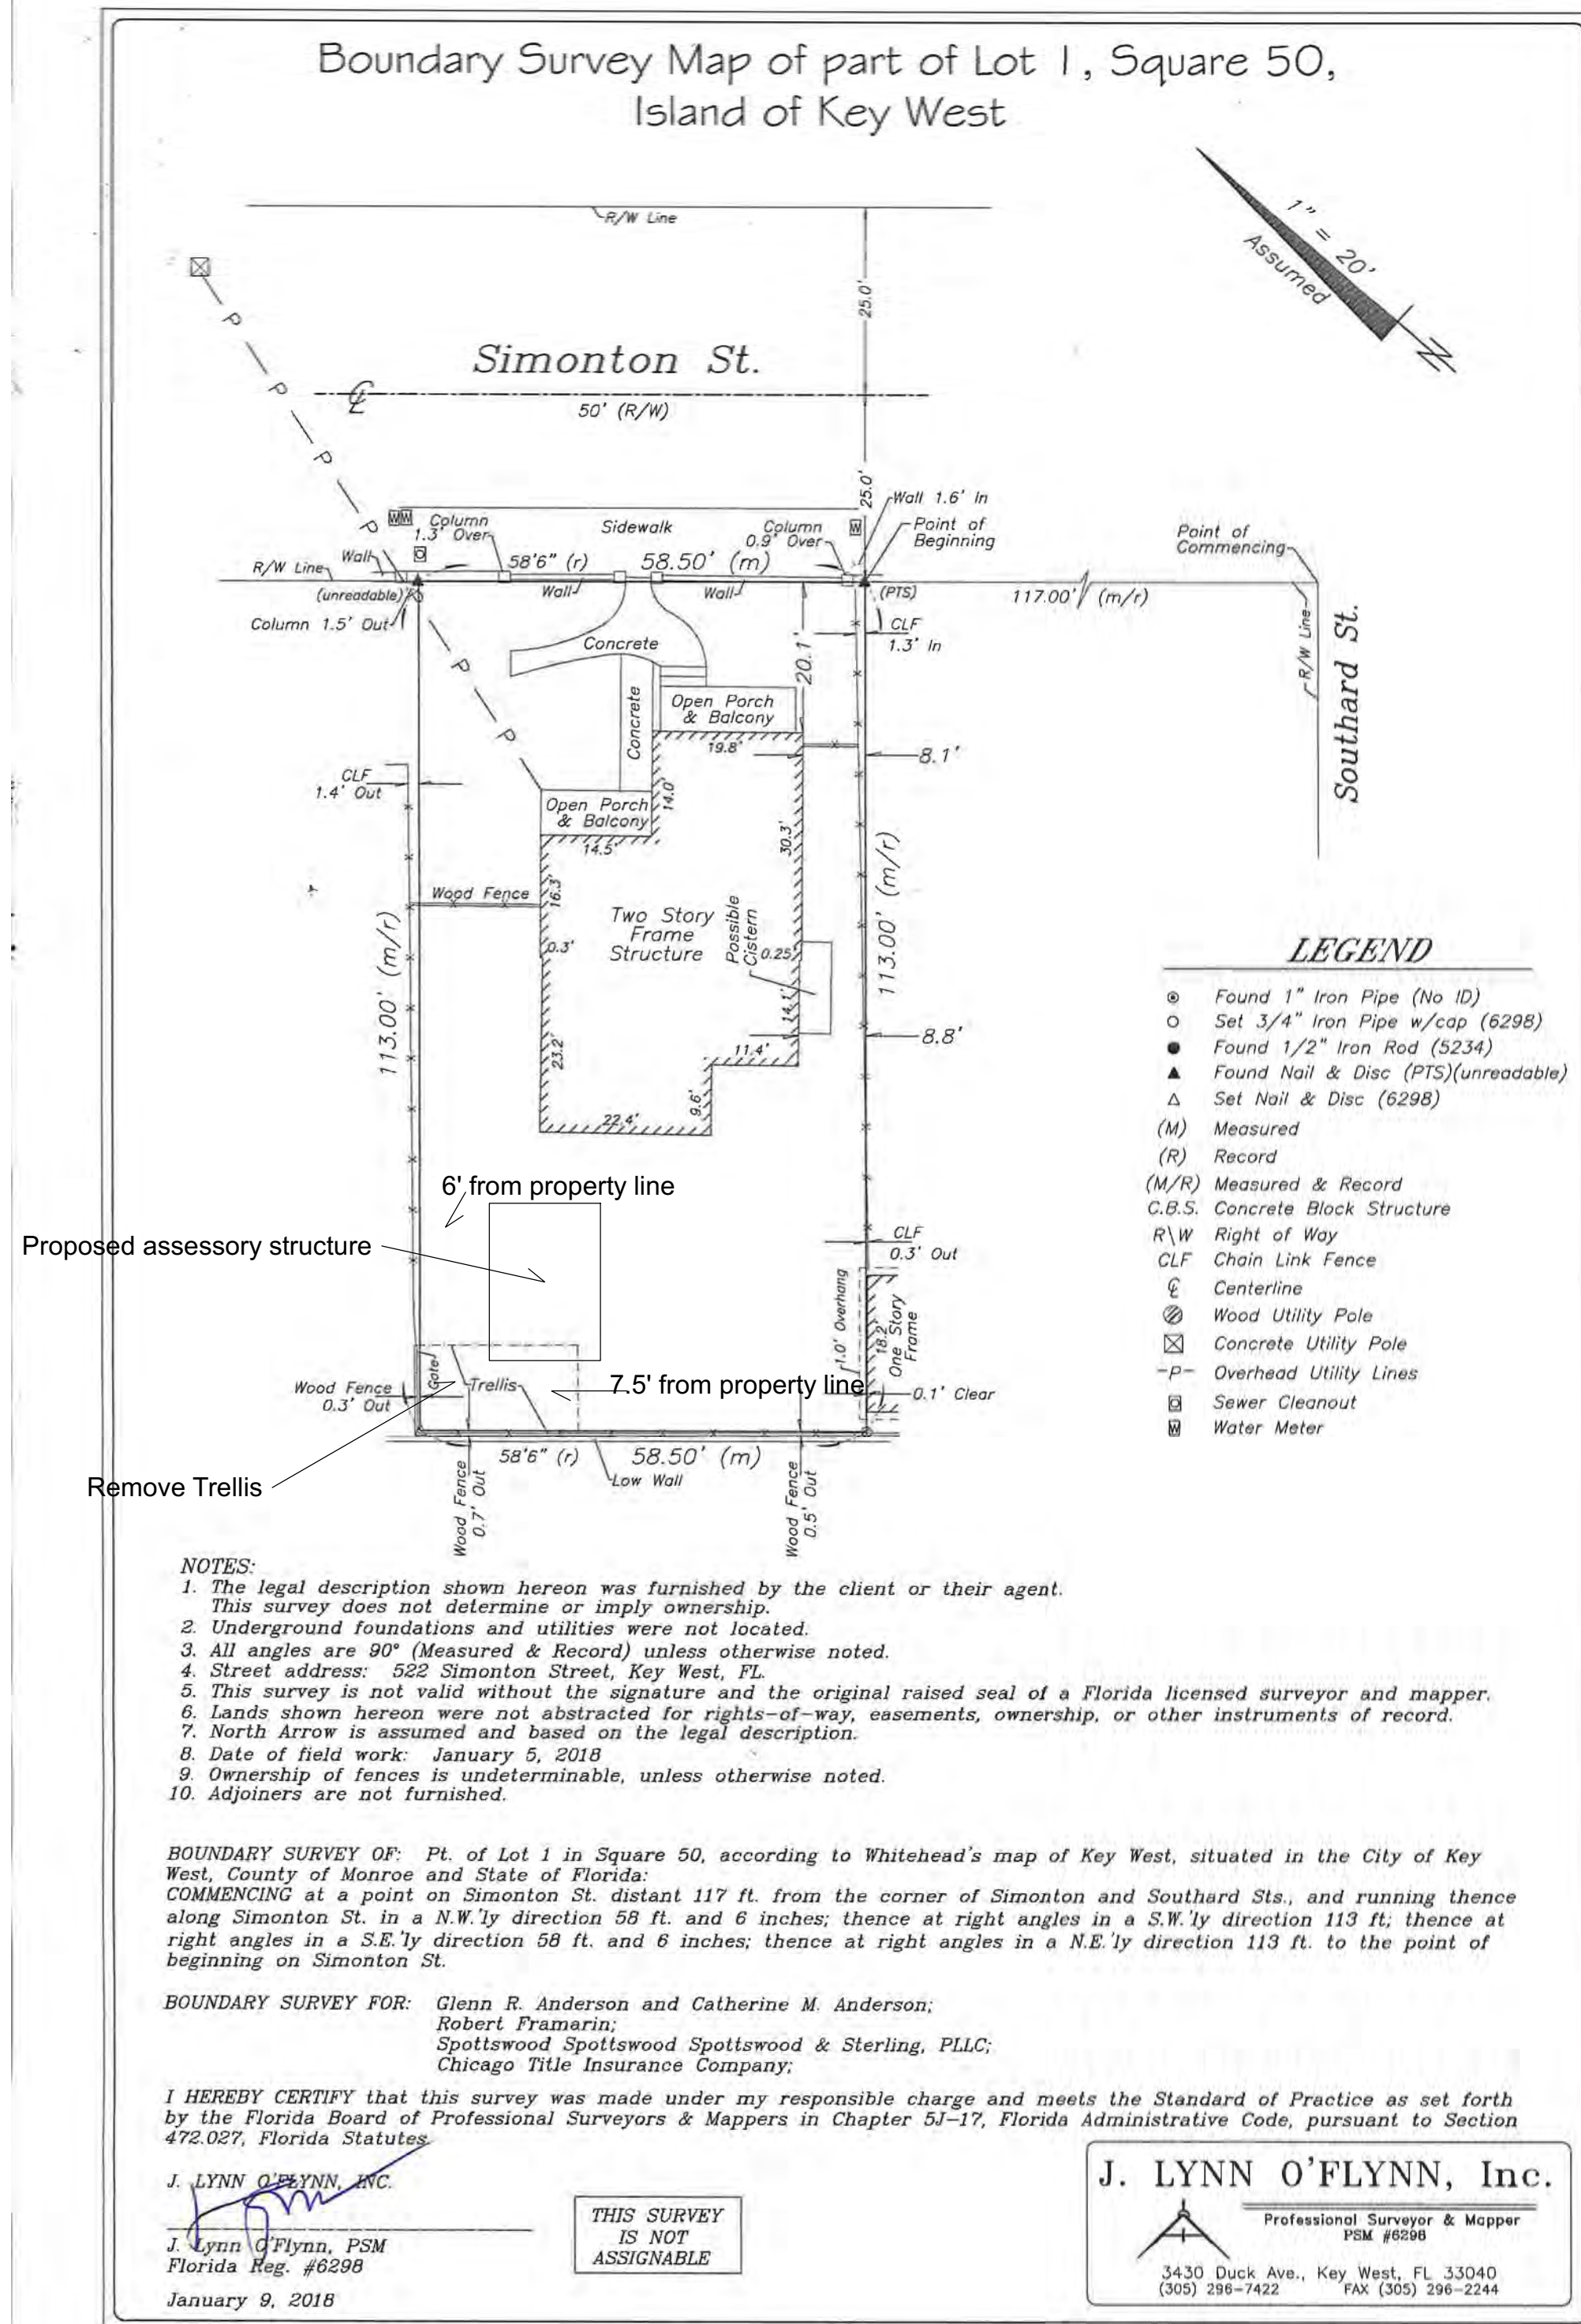 Boundary Survey Map of part of Lot 1, Square 50,
Island of Key West
R/W Line
1" = 20'
Assumed
N
25.0'
Simonton St.
℄
50' (R/W)
P
P
P
P
P
P
25.0'
Wall 1.6' In
Column
1.3' Over
Sidewalk
Column
0.9' Over
Point of
Beginning
Point of
Commencing
W W
W
Wall
58'6" (r)
58.50' (m)
R/W Line
(unreadable)
Wall
Wall
(PTS)
117.00' (m/r)
Column 1.5' Out
CLF
1.3' In
R/W Line
Southard St.
Concrete
20.1'
Concrete
Open Porch
& Balcony
19.8'
8.1'
CLF
1.4' Out
14.0'
Open Porch
& Balcony
14.5'
30.3'
Wood Fence
16.3'
Two Story
Frame
Structure
Possible
Cistern
0.3'
0.25'
113.00' (m/r)
113.00' (m/r)
14.1'
8.8'
23.2'
11.4'
9.6'
22.4'
LEGEND
Found 1" Iron Pipe (No ID)
Set 3/4" Iron Pipe w/cap (6298)
Found 1/2" Iron Rod (5234)
Found Nail & Disc (PTS)(unreadable)
Set Nail & Disc (6298)
(M) Measured
(R) Record
(M/R) Measured & Record
C.B.S. Concrete Block Structure
R\W Right of Way
CLF Chain Link Fence
℄ Centerline
Wood Utility Pole
Concrete Utility Pole
-P- Overhead Utility Lines
Sewer Cleanout
W Water Meter
6' from property line
Proposed assessory structure
CLF
0.3' Out
1.0' Overhang
18.2'
One Story
Frame
Gate
Trellis
7.5' from property line
Wood Fence
0.3' Out
0.1' Clear
58'6" (r)
58.50' (m)
Low Wall
Remove Trellis
Wood Fence
0.7' Out
Wood Fence
0.5' Out
NOTES:
1. The legal description shown hereon was furnished by the client or their agent.
This survey does not determine or imply ownership.
2. Underground foundations and utilities were not located.
3. All angles are 90° (Measured & Record) unless otherwise noted.
4. Street address: 522 Simonton Street, Key West, FL.
5. This survey is not valid without the signature and the original raised seal of a Florida licensed surveyor and mapper.
6. Lands shown hereon were not abstracted for rights-of-way, easements, ownership, or other instruments of record.
7. North Arrow is assumed and based on the legal description.
8. Date of field work: January 5, 2018
9. Ownership of fences is undeterminable, unless otherwise noted.
10. Adjoiners are not furnished.
BOUNDARY SURVEY OF: Pt. of Lot 1 in Square 50, according to Whitehead's map of Key West, situated in the City of Key
West, County of Monroe and State of Florida:
COMMENCING at a point on Simonton St. distant 117 ft. from the corner of Simonton and Southard Sts., and running thence
along Simonton St. in a N.W.'ly direction 58 ft. and 6 inches; thence at right angles in a S.W.'ly direction 113 ft; thence at
right angles in a S.E.'ly direction 58 ft. and 6 inches; thence at right angles in a N.E.'ly direction 113 ft. to the point of
beginning on Simonton St.
BOUNDARY SURVEY FOR: Glenn R. Anderson and Catherine M. Anderson;
Robert Framarin;
Spottswood Spottswood Spottswood & Sterling, PLLC;
Chicago Title Insurance Company;
I HEREBY CERTIFY that this survey was made under my responsible charge and meets the Standard of Practice as set forth
by the Florida Board of Professional Surveyors & Mappers in Chapter 5J-17, Florida Administrative Code, pursuant to Section
472.027, Florida Statutes.
J. LYNN O'FLYNN, INC.
J. Lynn O'Flynn, PSM
Florida Reg. #6298
January 9, 2018
THIS SURVEY
IS NOT
ASSIGNABLE
J. LYNN O'FLYNN, Inc.
Professional Surveyor & Mapper
PSM #6298
3430 Duck Ave., Key West, FL 33040
(305) 296-7422 FAX (305) 296-2244